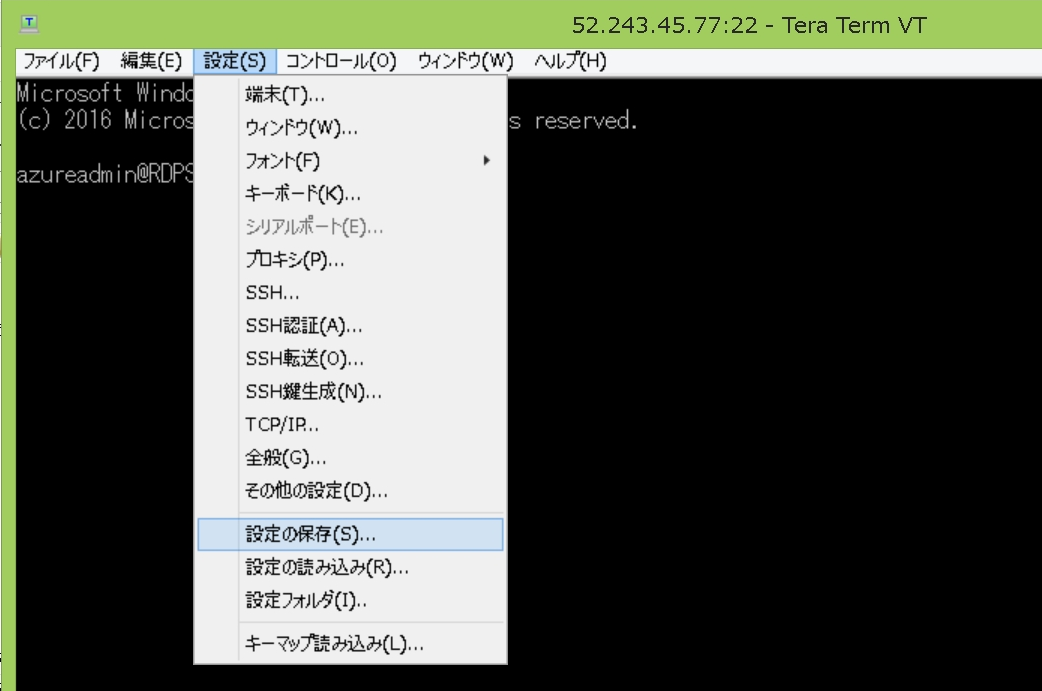 52.243.45.77:22 - Tera Term VT
ファイル(F) 編集(E) 設定(S) コントロール(O) ウィンドウ(W) ヘルプ(H)
Microsoft Windo
(c) 2016 Micros s reserved.
azureadmin@RDPS
端末(T)...
ウィンドウ(W)...
フォント(F)
キーボード(K)...
シリアルポート(E)...
プロキシ(P)...
SSH...
SSH認証(A)...
SSH転送(O)...
SSH鍵生成(N)...
TCP/IP...
全般(G)...
その他の設定(D)...
設定の保存(S)...
設定の読み込み(R)...
設定フォルダ(I)..
キーマップ読み込み(L)...